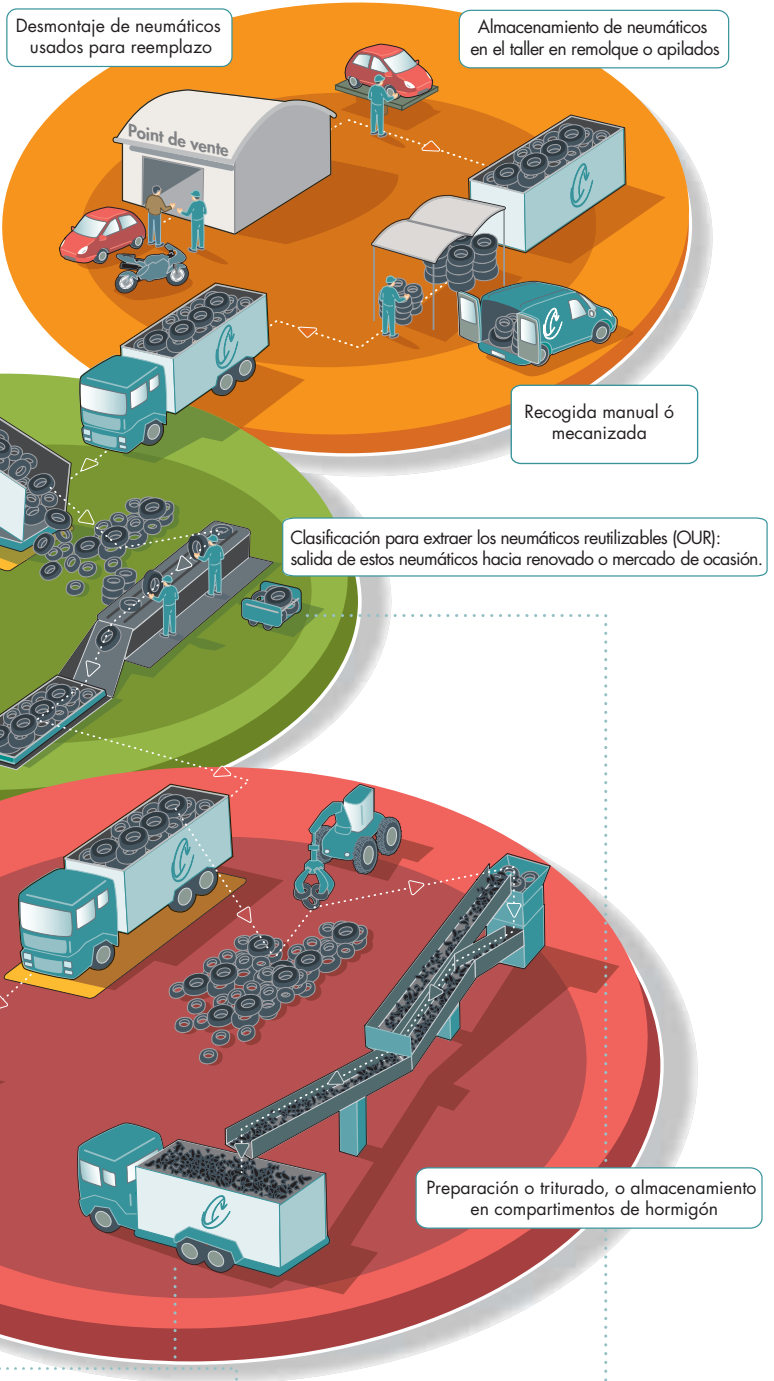 Desmontaje de neumáticos
usados para reemplazo
Almacenamiento de neumáticos
en el taller en remolque o apilados
Point de vente
Recogida manual ó
mecanizada
Clasificación para extraer los neumáticos reutilizables (OUR):
salida de estos neumáticos hacia renovado o mercado de ocasión.
Preparación o triturado, o almacenamiento
en compartimentos de hormigón